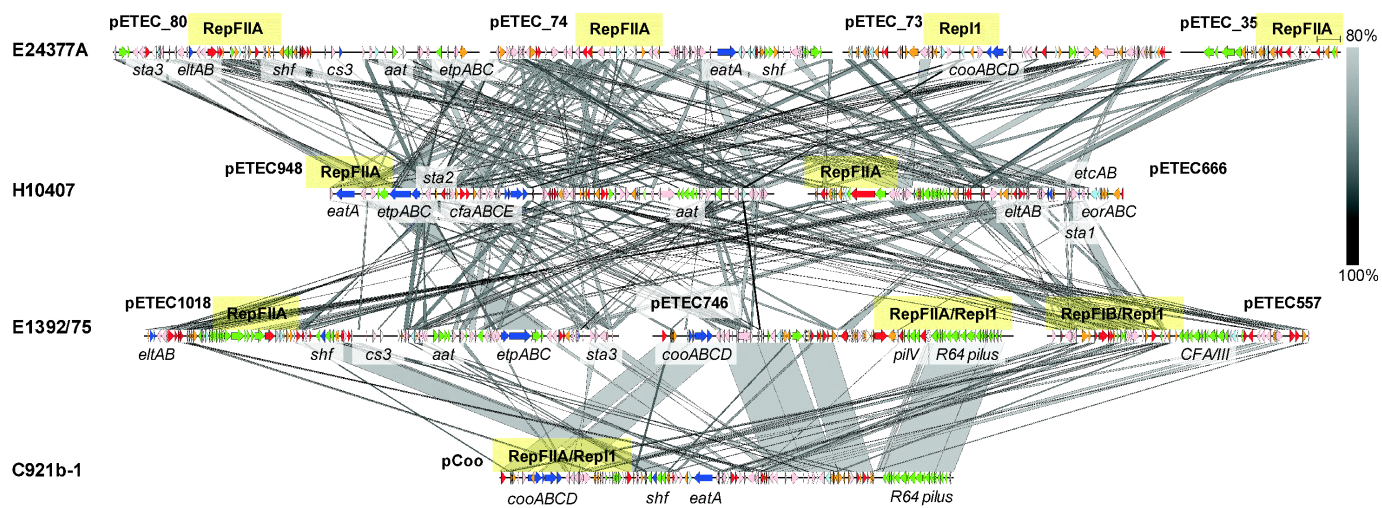 pETEC_80 RepFIIA pETEC_74 RepFIIA pETEC_73 RepI1 pETEC_35 RepFIIA
E24377A
80%
sta3 eltAB shf cs3 aat etpABC eatA shf cooABCD
pETEC948 RepFIIA sta2 RepFIIA etcAB pETEC666
H10407
eatA etpABC cfaABCE aat eltAB eorABC
sta1
100%
pETEC1018 RepFIIA pETEC746 RepFIIA/RepI1 RepFIB/RepI1 pETEC557
E1392/75
eltAB shf cs3 aat etpABC sta3 cooABCD pilV R64 pilus CFA/III
pCoo RepFIIA/RepI1
C921b-1
cooABCD shf eatA R64 pilus